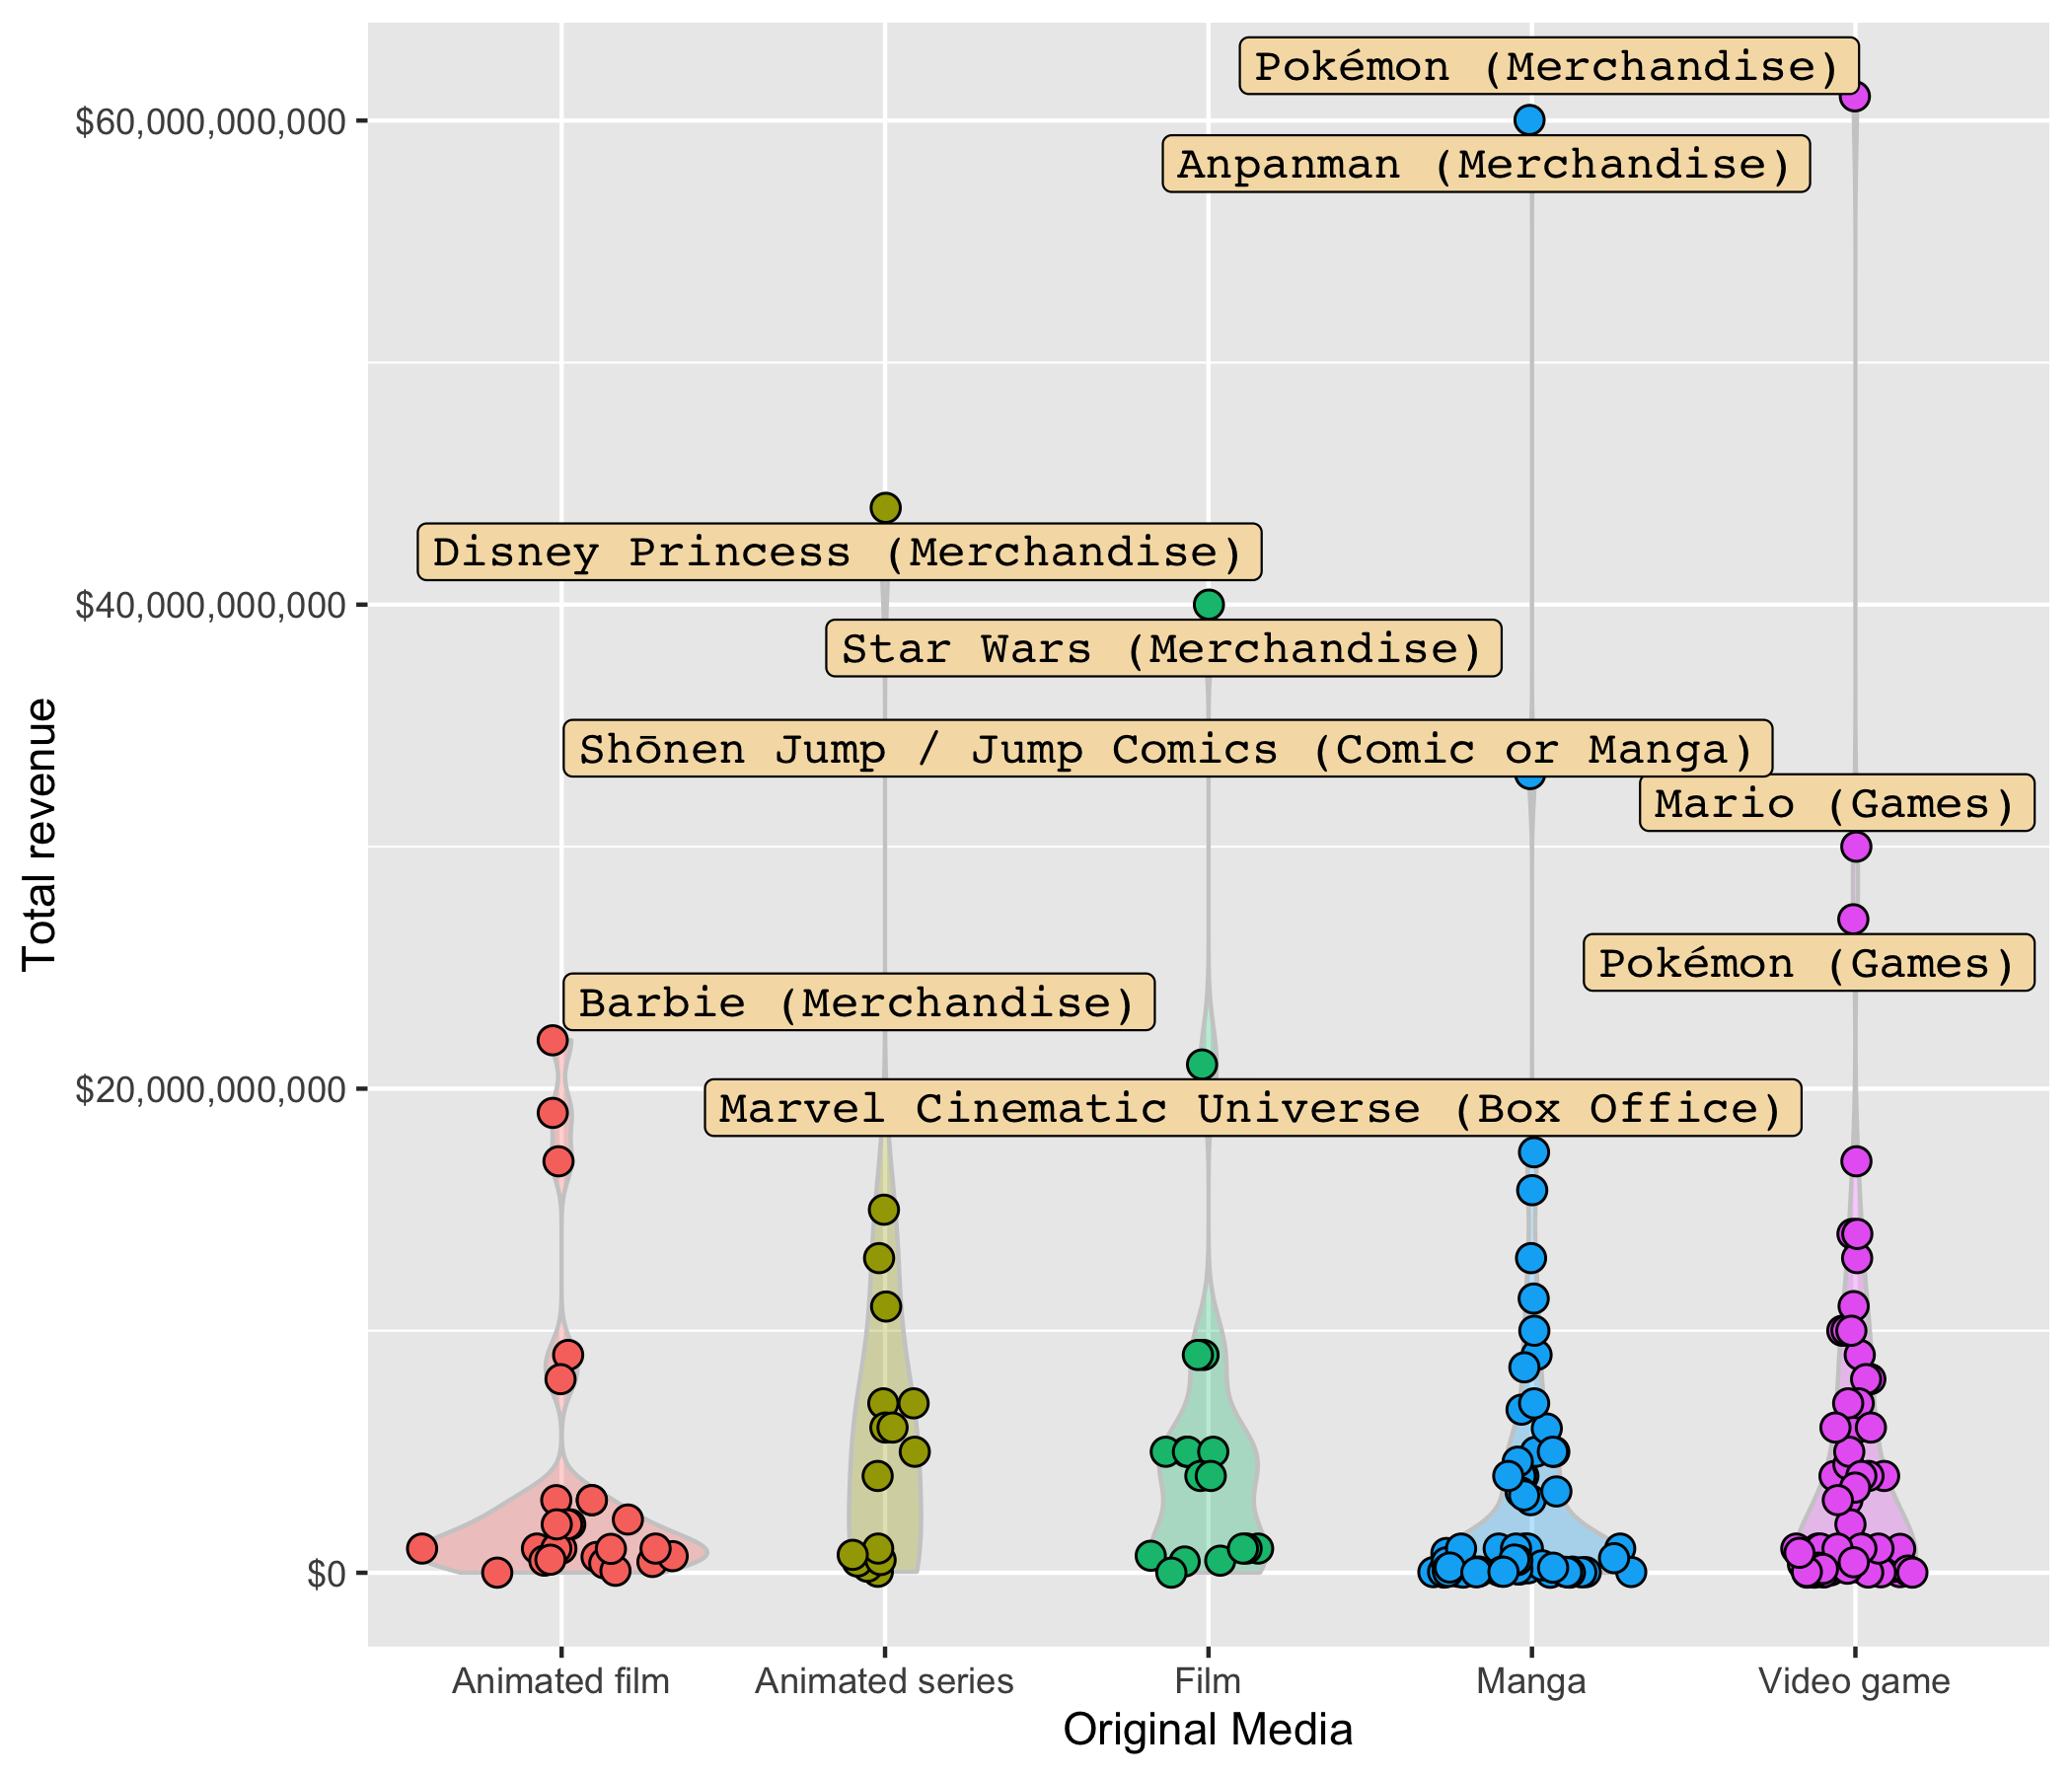 Pokémon (Merchandise)
$60,000,000,000
Anpanman (Merchandise)
Disney Princess (Merchandise)
$40,000,000,000
Star Wars (Merchandise)
Shōnen Jump / Jump Comics (Comic or Manga)
Mario (Games)
Total revenue
Pokémon (Games)
Barbie (Merchandise)
$20,000,000,000
Marvel Cinematic Universe (Box Office)
$0
Animated film
Animated series
Film
Manga
Video game
Original Media